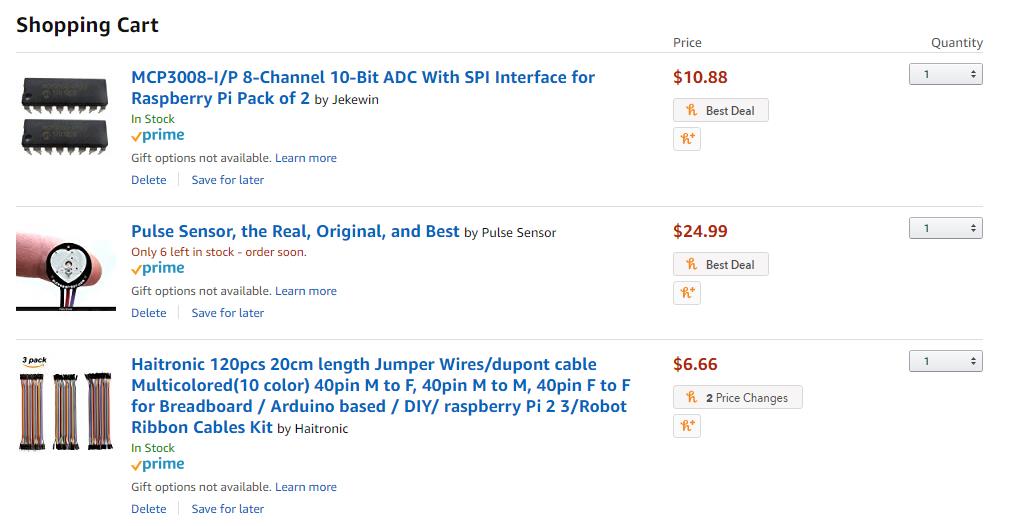 Shopping Cart
Price
Quantity
MCP3008-I/P 8-Channel 10-Bit ADC With SPI Interface for
Raspberry Pi Pack of 2 by Jekewin
In Stock
prime
Gift options not available. Learn more
Delete
Save for later
$10.88
Best Deal
1
Pulse Sensor, the Real, Original, and Best by Pulse Sensor
Only 6 left in stock - order soon.
prime
Gift options not available. Learn more
Delete
Save for later
$24.99
Best Deal
1
3 pack
Haitronic 120pcs 20cm length Jumper Wires/dupont cable
Multicolored(10 color) 40pin M to F, 40pin M to M, 40pin F to F
for Breadboard / Arduino based / DIY/ raspberry Pi 2 3/Robot
Ribbon Cables Kit by Haitronic
In Stock
prime
Gift options not available. Learn more
Delete
Save for later
$6.66
2 Price Changes
1